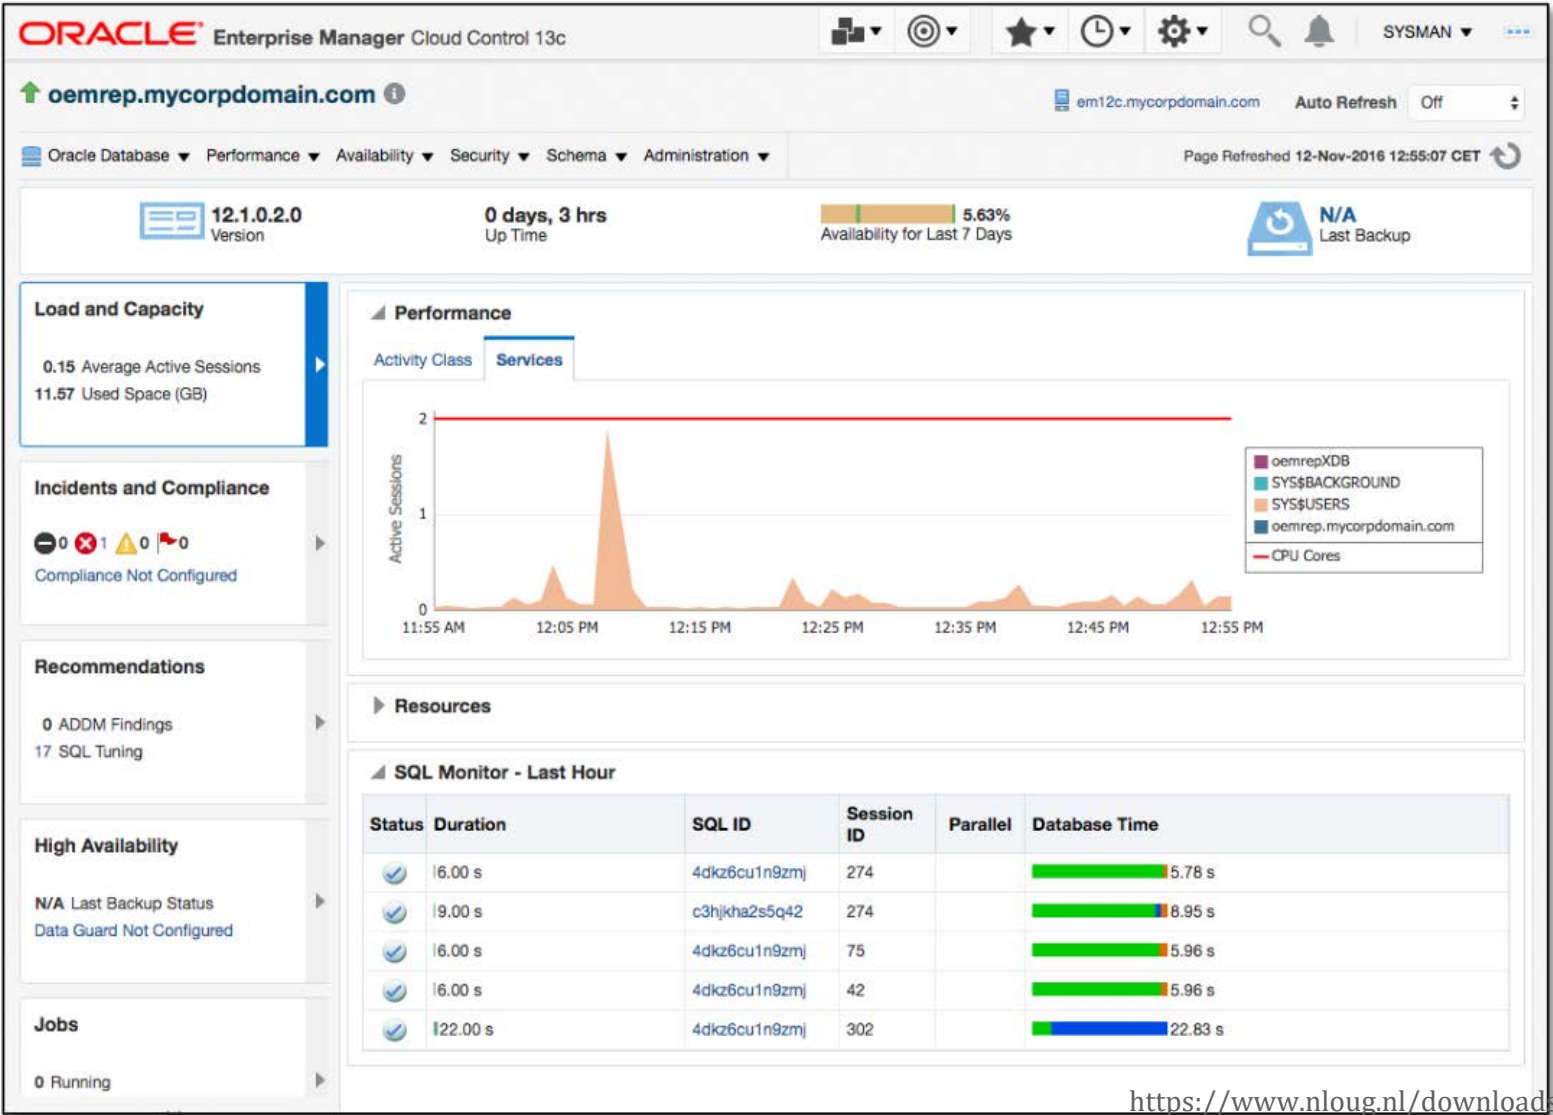 ORACLE® Enterprise Manager Cloud Control 13c
SYSMAN
oemrep.mycorpdomain.com
em12c.mycorpdomain.com
Auto Refresh Off
Oracle Database Performance Availability Security Schema Administration
Page Refreshed 12-Nov-2016 12:55:07 CET
12.1.0.2.0
Version
0 days, 3 hrs
Up Time
5.63%
Availability for Last 7 Days
N/A
Last Backup
Load and Capacity
0.15 Average Active Sessions
11.57 Used Space (GB)
Incidents and Compliance
0 1 0 0
Compliance Not Configured
Recommendations
0 ADDM Findings
17 SQL Tuning
High Availability
N/A Last Backup Status
Data Guard Not Configured
Jobs
0 Running
Performance
Activity Class Services
Active Sessions
2
1
0
11:55 AM 12:05 PM 12:15 PM 12:25 PM 12:35 PM 12:45 PM 12:55 PM
oemrepXDB
SYS$BACKGROUND
SYS$USERS
oemrep.mycorpdomain.com
CPU Cores
Resources
SQL Monitor - Last Hour
Status Duration SQL ID Session ID Parallel Database Time
6.00 s 4dkz6cu1n9zmj 274 5.78 s
9.00 s c3hjkha2s5q42 274 8.95 s
6.00 s 4dkz6cu1n9zmj 75 5.96 s
6.00 s 4dkz6cu1n9zmj 42 5.96 s
22.00 s 4dkz6cu1n9zmj 302 22.83 s
https://www.nloug.nl/downloads